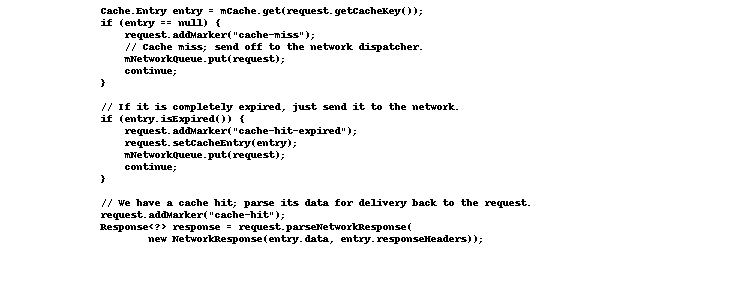 Cache.Entry entry = mCache.get(request.getCacheKey());
if (entry == null) {
request.addMarker("cache-miss");
// Cache miss; send off to the network dispatcher.
mNetworkQueue.put(request);
continue;
}
// If it is completely expired, just send it to the network.
if (entry.isExpired()) {
request.addMarker("cache-hit-expired");
request.setCacheEntry(entry);
mNetworkQueue.put(request);
continue;
}
// We have a cache hit; parse its data for delivery back to the request.
request.addMarker("cache-hit");
Response<?> response = request.parseNetworkResponse(
new NetworkResponse(entry.data, entry.responseHeaders));